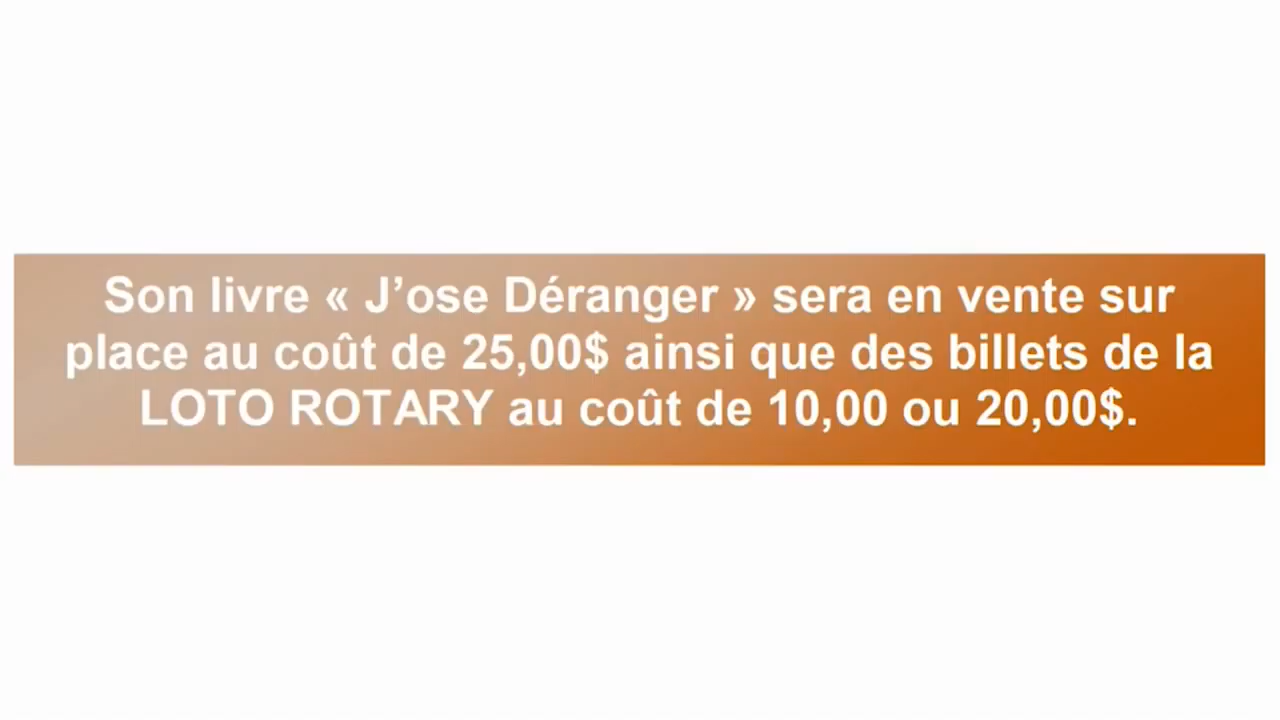 Son livre « J’ose Déranger » sera en vente sur
place au coût de 25,00$ ainsi que des billets de la
LOTO ROTARY au coût de 10,00 ou 20,00$.